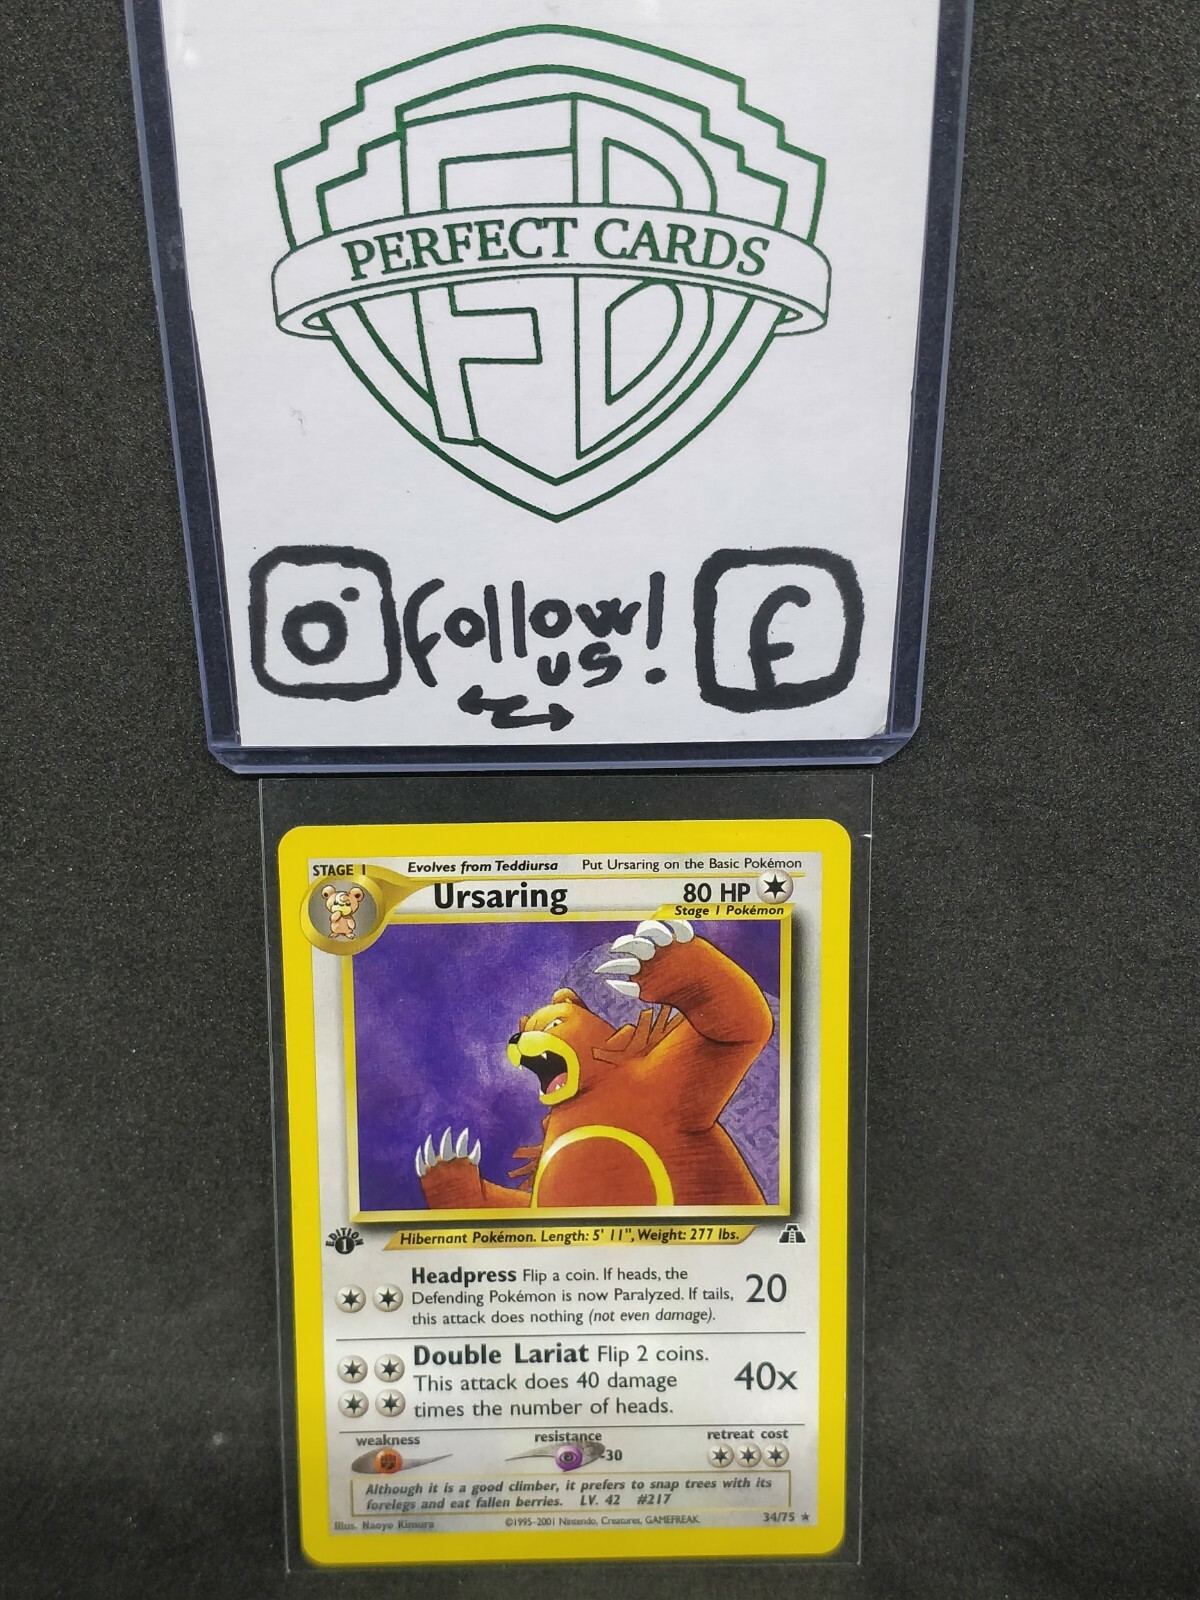 PERFECT CARDS
follow
us!
f
STAGE 1
Evolves from Teddiursa
Put Ursaring on the Basic Pokémon
Ursaring
80 HP
Stage 1 Pokémon
EDITION
1
Hibernant Pokémon. Length: 5' 11", Weight: 277 lbs.
Headpress Flip a coin. If heads, the
Defending Pokémon is now Paralyzed. If tails,
this attack does nothing (not even damage).
20
Double Lariat Flip 2 coins.
This attack does 40 damage
times the number of heads.
40x
weakness
resistance
-30
retreat cost
Although it is a good climber, it prefers to snap trees with its
forelegs and eat fallen berries. LV. 42 #217
Illus. Naoyo Kimura
©1995-2001 Nintendo, Creatures, GAMEFREAK.
34/75 ★